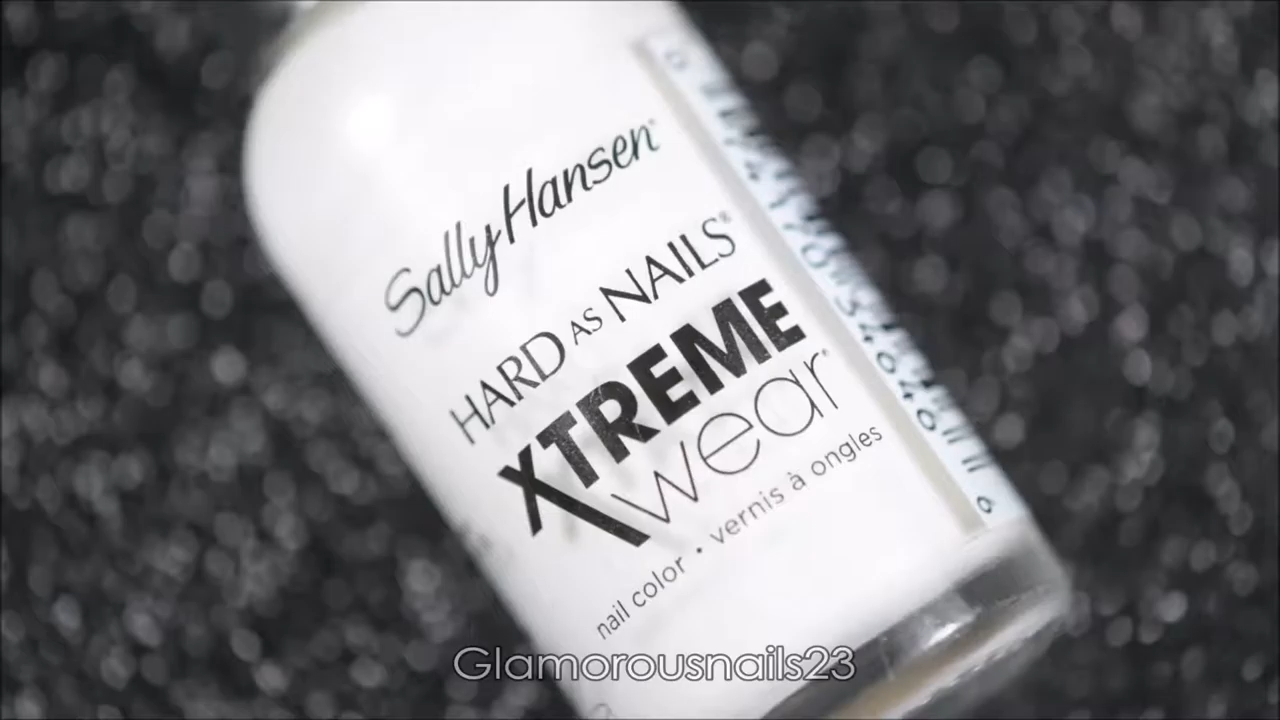 Sally Hansen®
HARD AS NAILS®
XTREME
wear®
nail color • vernis à ongles
Glamorousnails23